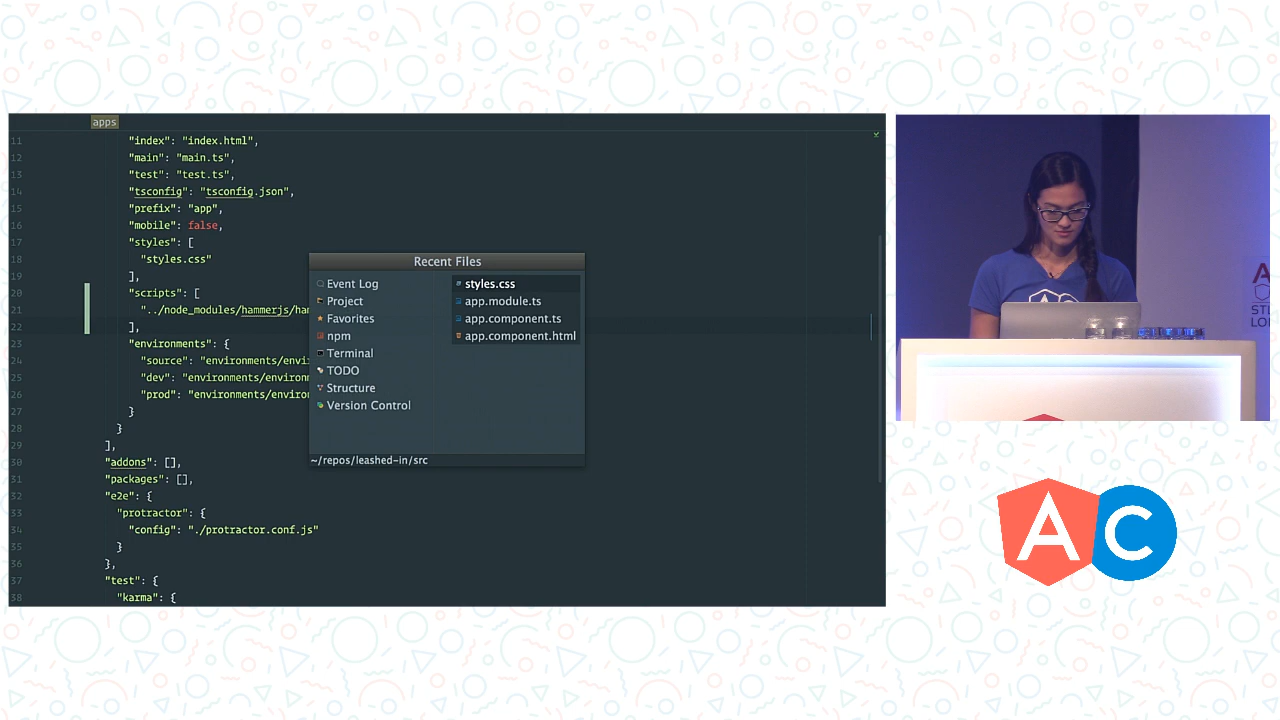 apps
11 "index": "index.html",
12 "main": "main.ts",
13 "test": "test.ts",
14 "tsconfig": "tsconfig.json",
15 "prefix": "app",
16 "mobile": false,
17 "styles": [
18 "styles.css"
19 ],
20 "scripts": [
21 "../node_modules/hammerjs/ham
22 ],
23 "environments": {
24 "source": "environments/envi
25 "dev": "environments/environm
26 "prod": "environments/enviro
27 }
28 }
29 ],
30 "addons": [],
31 "packages": [],
32 "e2e": {
33 "protractor": {
34 "config": "./protractor.conf.js"
35 }
36 },
37 "test": {
38 "karma": {
Recent Files
Event Log
Project
Favorites
npm
Terminal
TODO
Structure
Version Control
styles.css
app.module.ts
app.component.ts
app.component.html
~/repos/leashed-in/src
A
ST
LO
A C